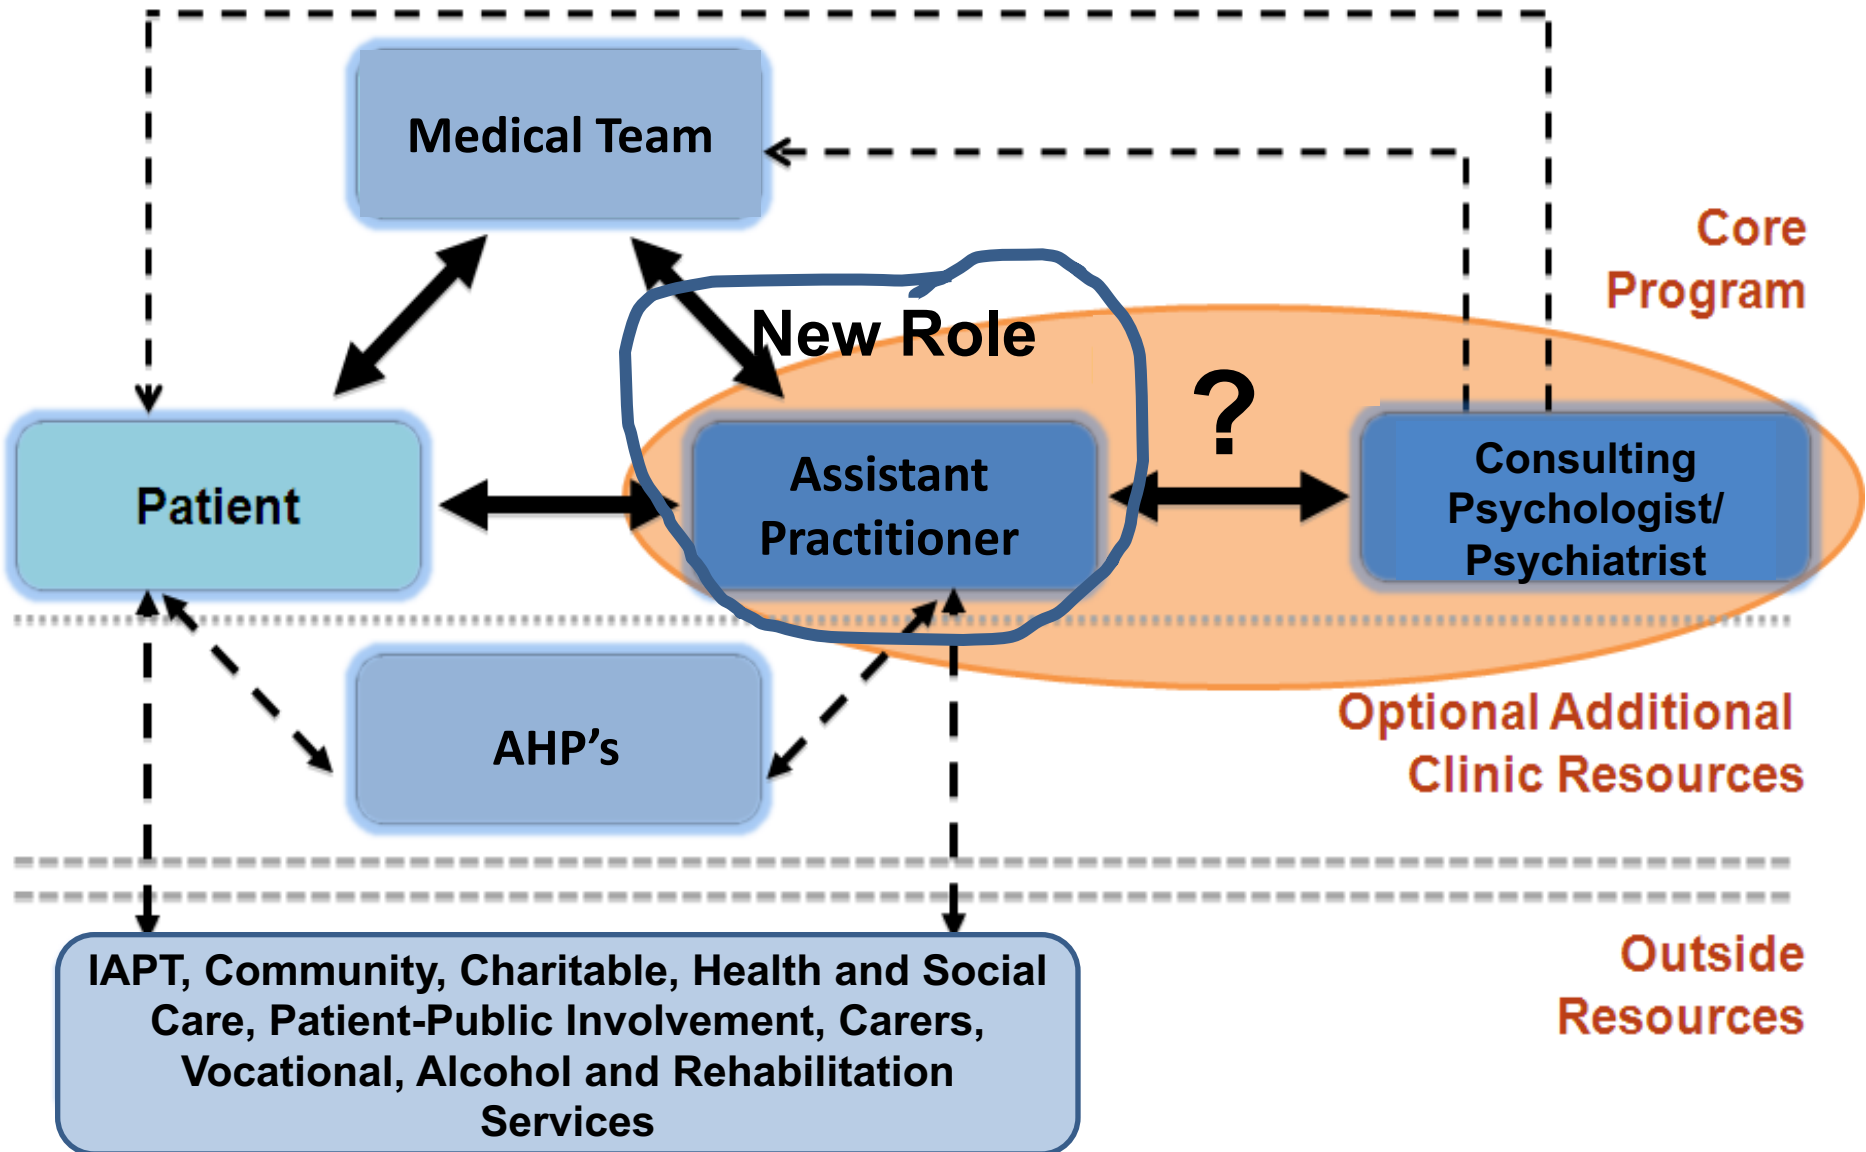 Medical Team
Core
Program
New Role
?
Patient
Assistant
Practitioner
Consulting
Psychologist/
Psychiatrist
AHP’s
Optional Additional
Clinic Resources
IAPT, Community, Charitable, Health and Social
Care, Patient-Public Involvement, Carers,
Vocational, Alcohol and Rehabilitation
Services
Outside
Resources